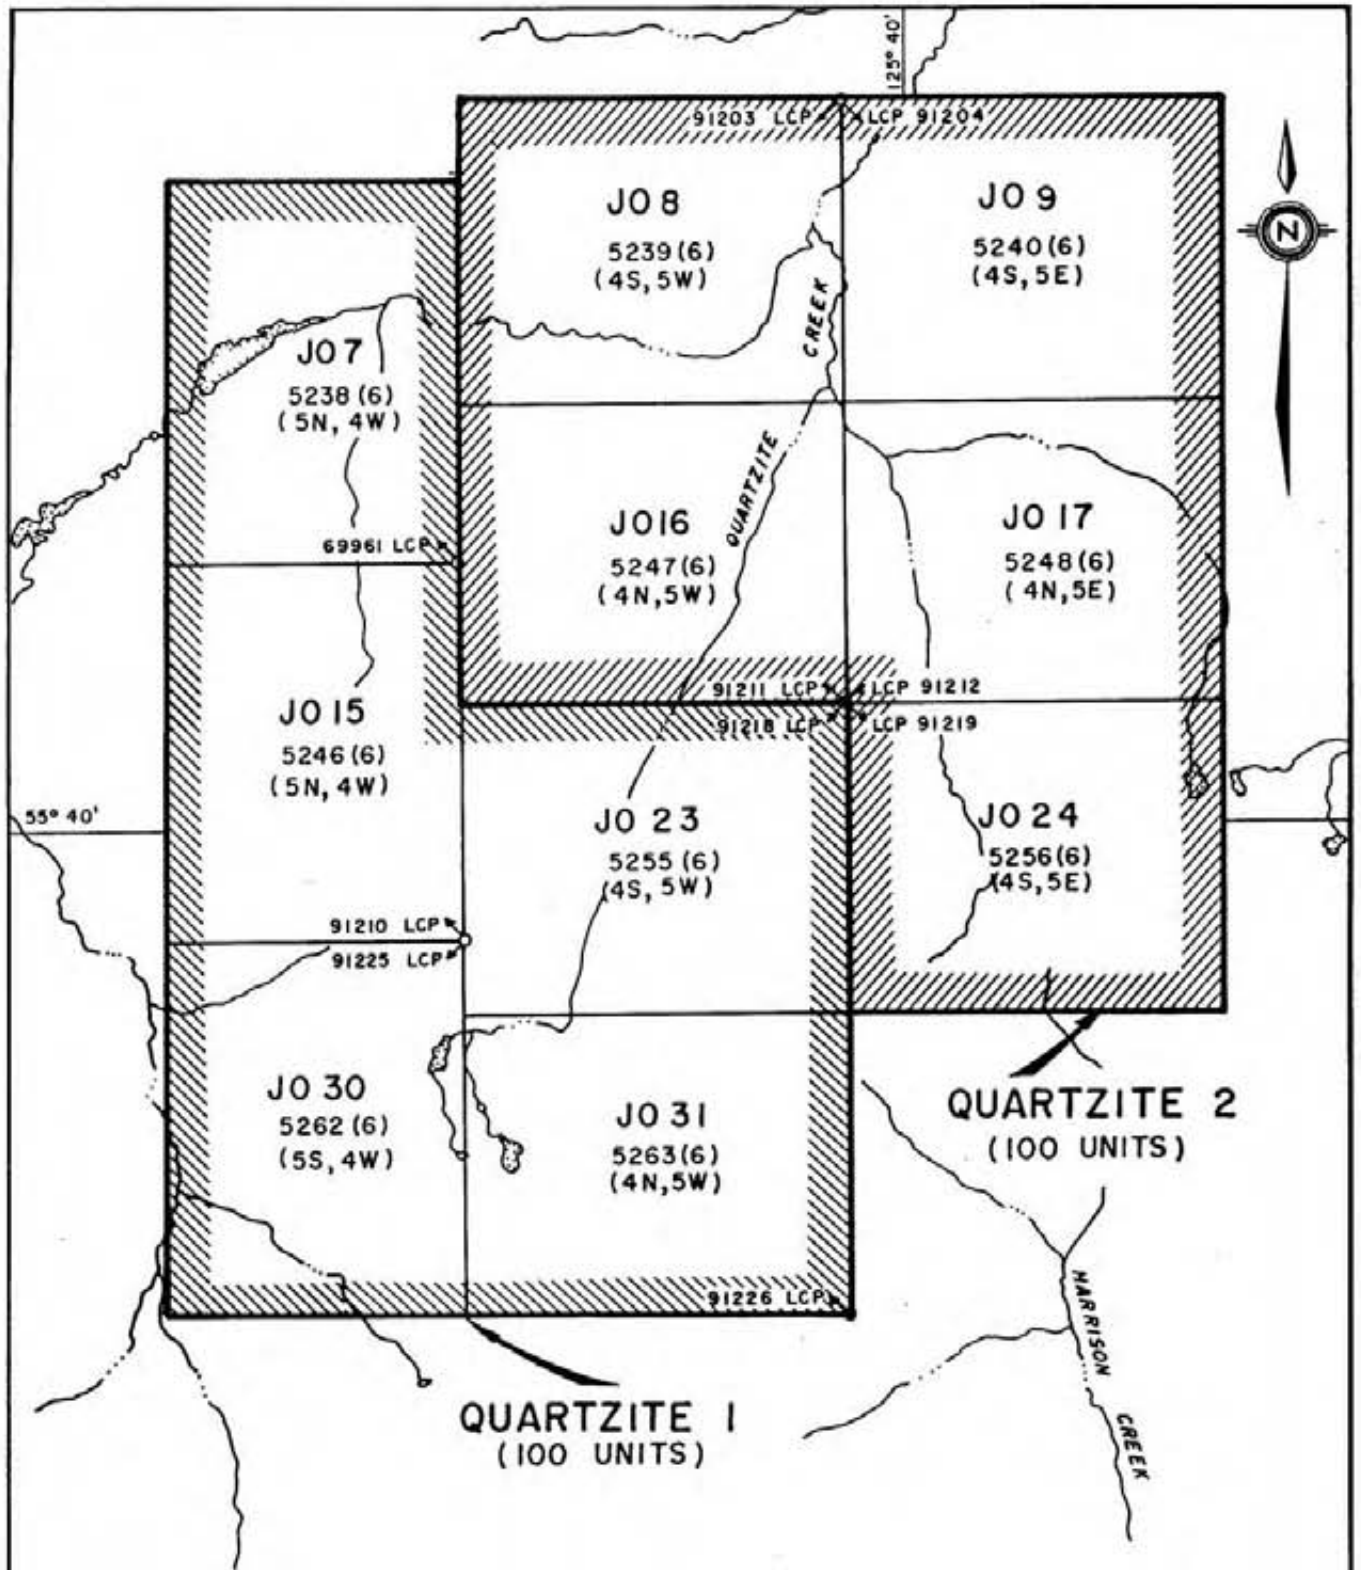 125° 40'
91203 LCP
LCP 91204
JO 8
5239(6)
(4S, 5W)
JO 9
5240(6)
(4S, 5E)
N
JO 7
5238(6)
(5N, 4W)
QUARTZITE CREEK
69961 LCP
JO16
5247(6)
(4N, 5W)
JO 17
5248(6)
(4N, 5E)
91211 LCP
LCP 91212
91218 LCP
LCP 91219
JO 15
5246(6)
(5N, 4W)
55° 40'
JO 23
5255(6)
(4S, 5W)
JO 24
5256(6)
(4S, 5E)
91210 LCP
91225 LCP
JO 30
5262(6)
(5S, 4W)
JO 31
5263(6)
(4N, 5W)
QUARTZITE 2
(100 UNITS)
91226 LCP
HARRISON CREEK
QUARTZITE 1
(100 UNITS)